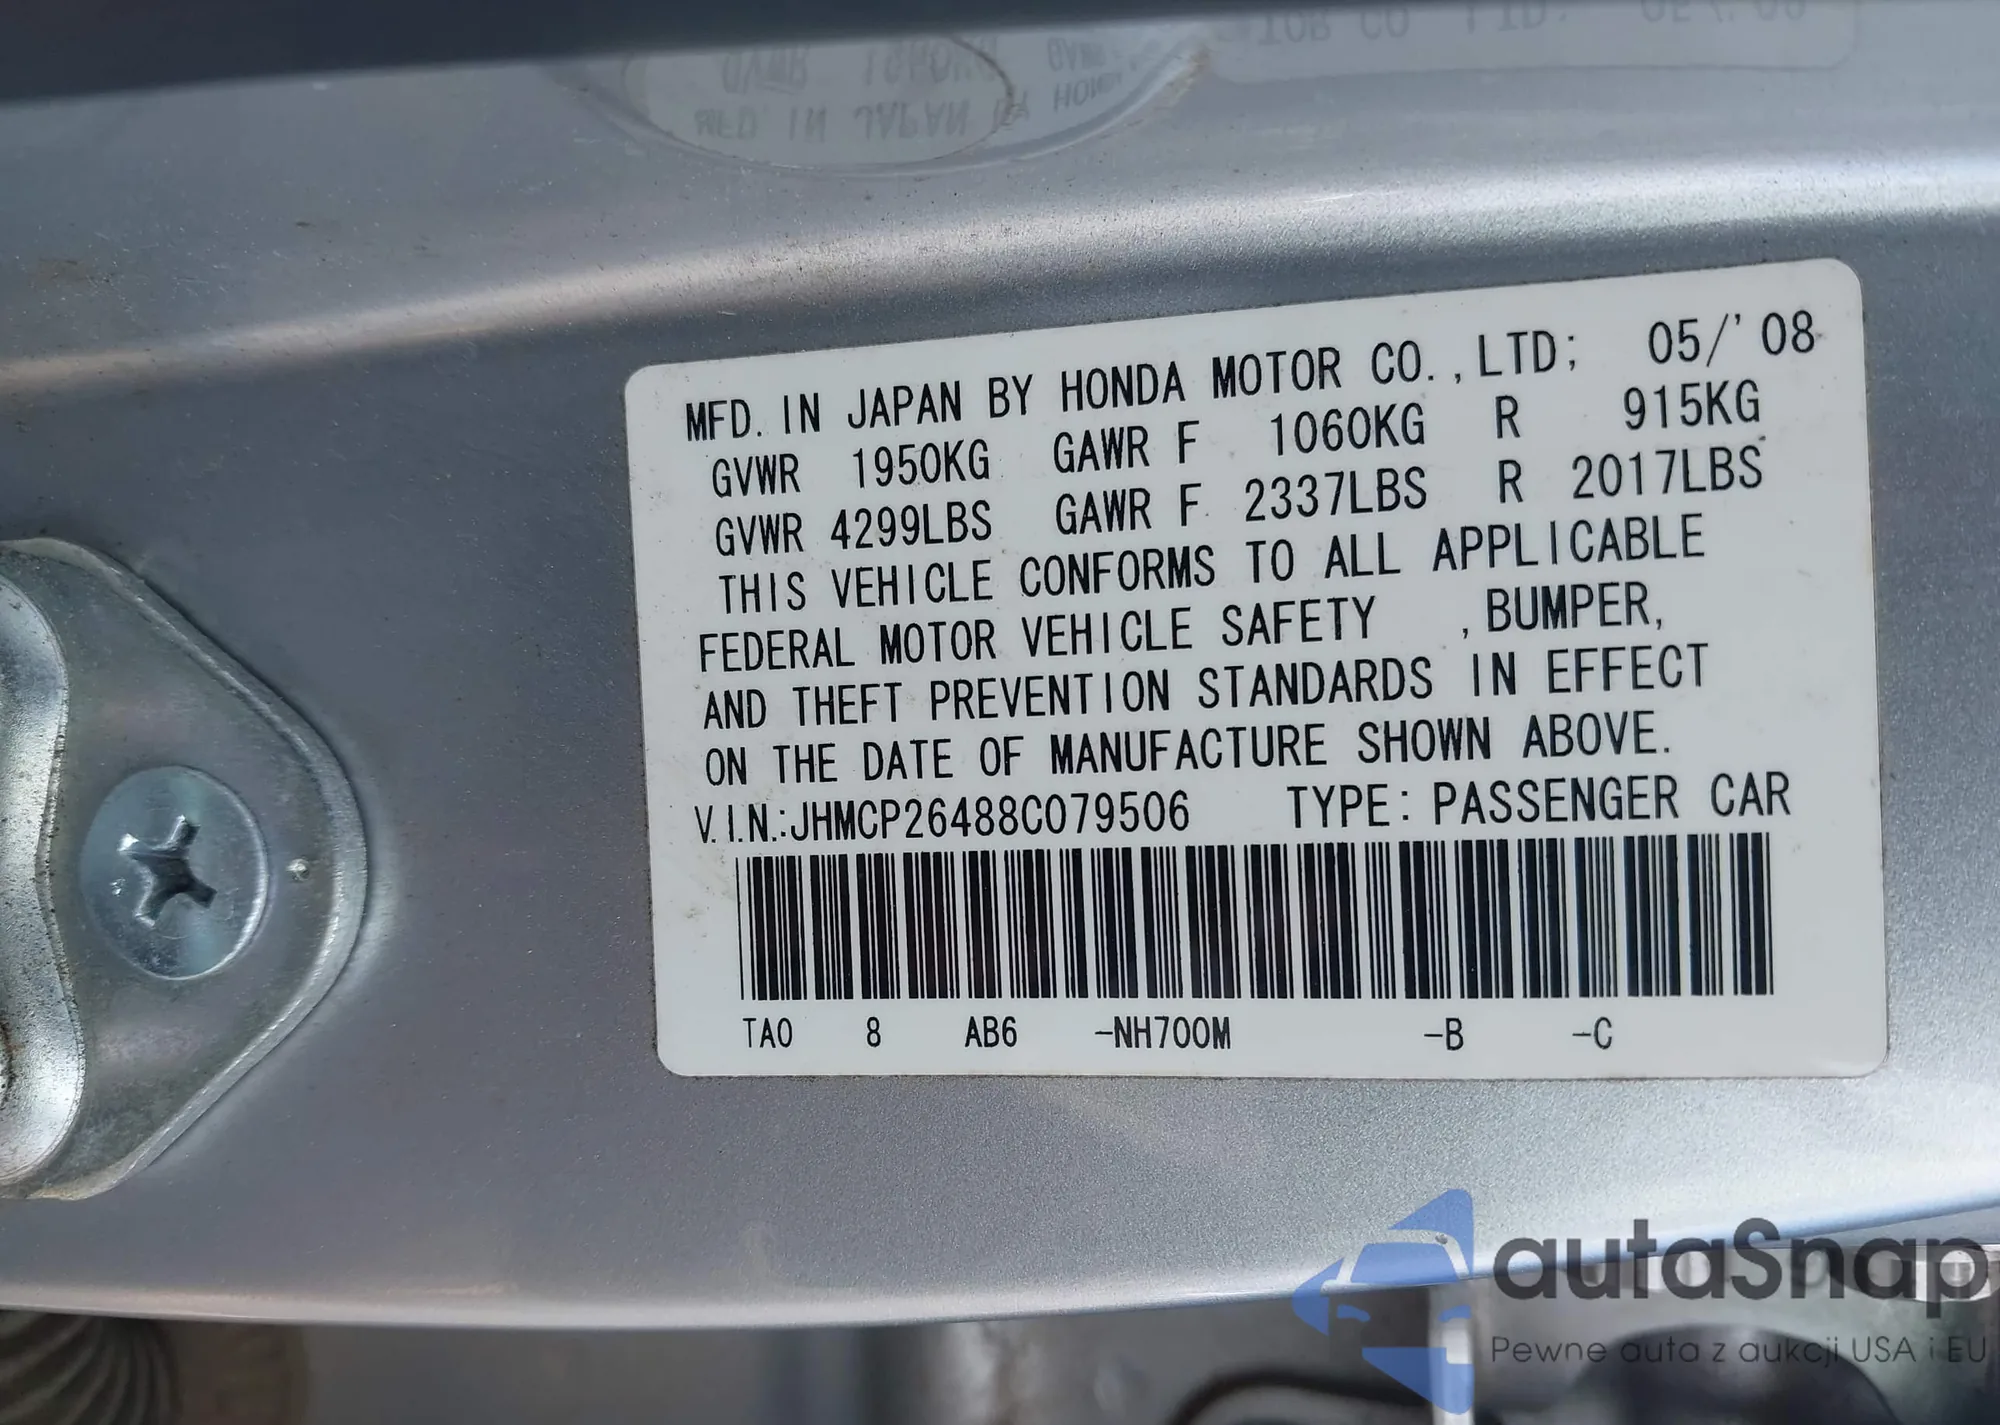 MFD. IN JAPAN BY HONDA MOTOR CO.,LTD; 05/'08
GVWR 1950KG GAWR F 1060KG R 915KG
GVWR 4299LBS GAWR F 2337LBS R 2017LBS
THIS VEHICLE CONFORMS TO ALL APPLICABLE
FEDERAL MOTOR VEHICLE SAFETY , BUMPER,
AND THEFT PREVENTION STANDARDS IN EFFECT
ON THE DATE OF MANUFACTURE SHOWN ABOVE.
V.I.N.:JHMCP26488C079506 TYPE: PASSENGER CAR
TA0 8 AB6 -NH700M -B -C
autaSnap
Pewne auta z aukcji USA i EU